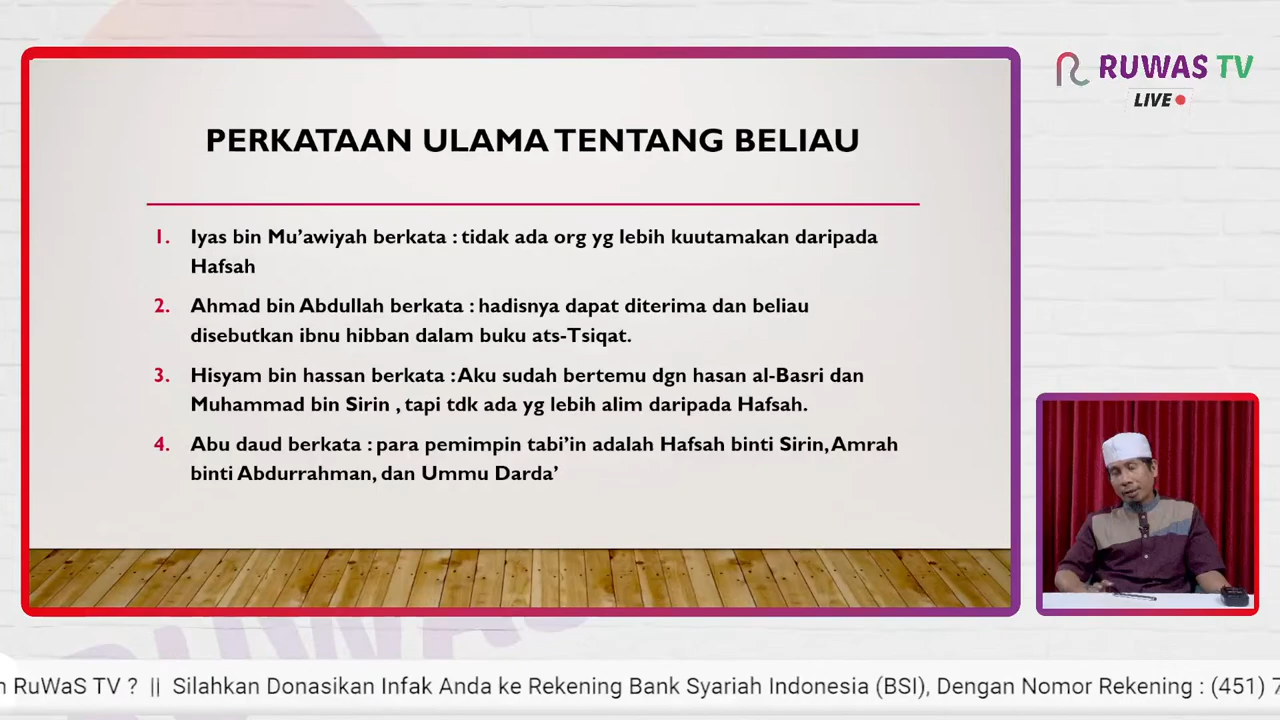 RUWAS TV
LIVE
PERKATAAN ULAMA TENTANG BELIAU
1. Iyas bin Mu’awiyah berkata : tidak ada org yg lebih kuutamakan daripada
Hafsah
2. Ahmad bin Abdullah berkata : hadisnya dapat diterima dan beliau
disebutkan ibnu hibban dalam buku ats-Tsiqat.
3. Hisyam bin hassan berkata : Aku sudah bertemu dgn hasan al-Basri dan
Muhammad bin Sirin , tapi tdk ada yg lebih alim daripada Hafsah.
4. Abu daud berkata : para pemimpin tabi’in adalah Hafsah binti Sirin, Amrah
binti Abdurrahman, dan Ummu Darda’
RuWaS TV ? || Silahkan Donasikan Infak Anda ke Rekening Bank Syariah Indonesia (BSI), Dengan Nomor Rekening : (451) 7